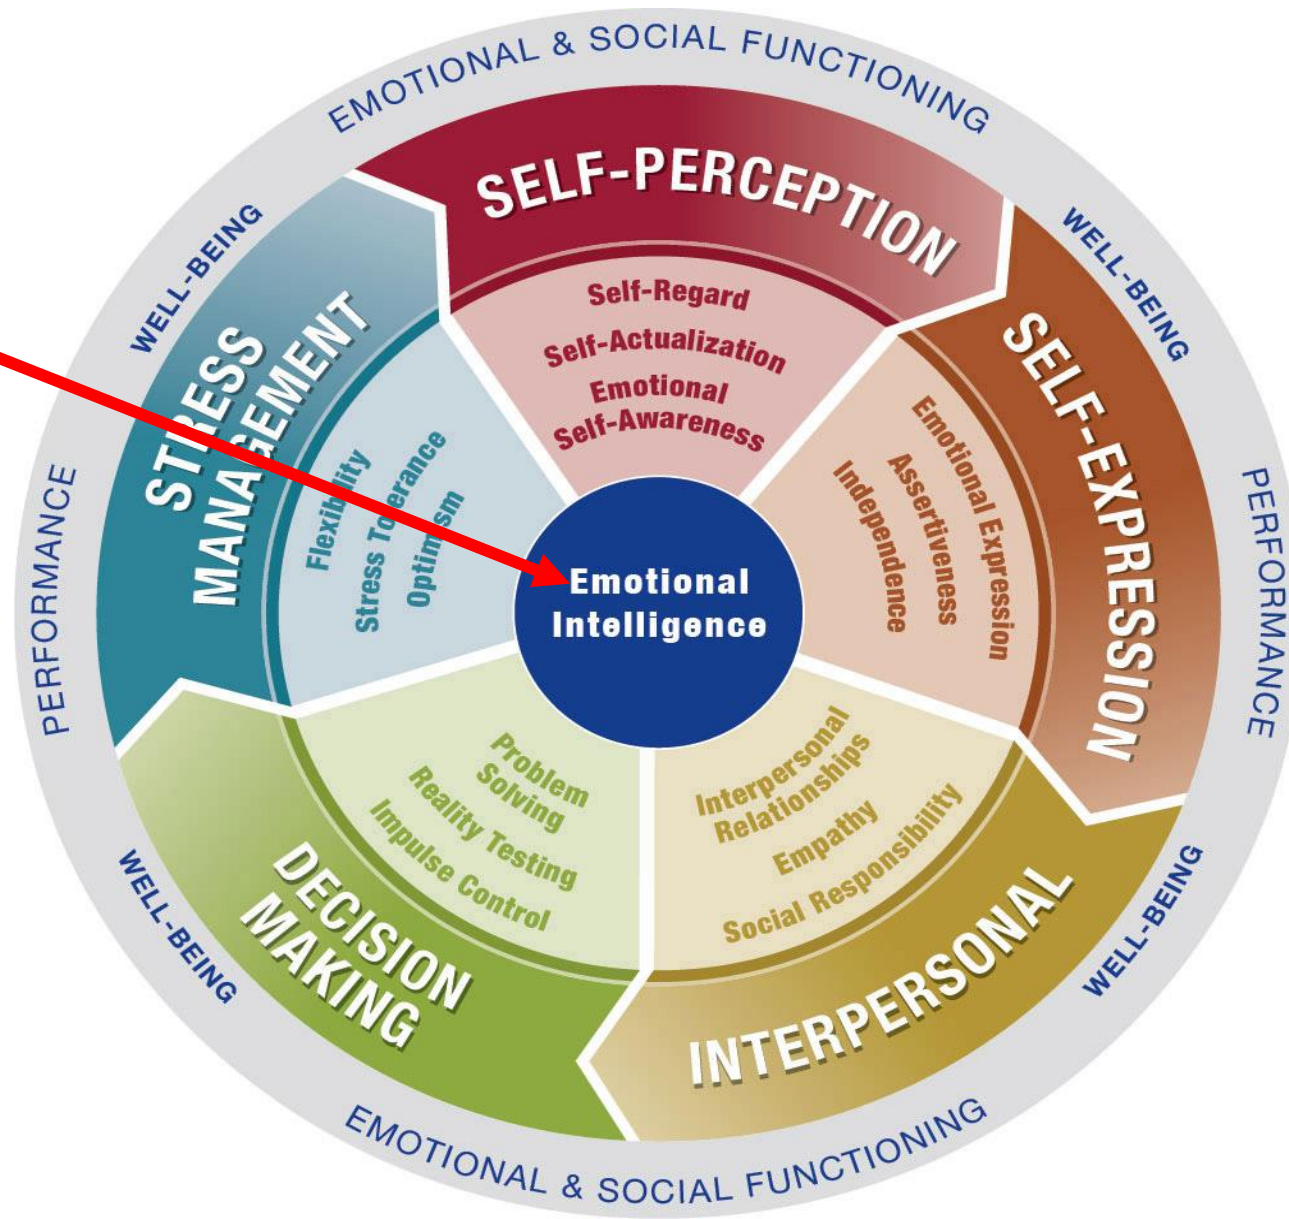 EMOTIONAL & SOCIAL FUNCTIONING
WELL-BEING
WELL-BEING
PERFORMANCE
PERFORMANCE
WELL-BEING
WELL-BEING
EMOTIONAL & SOCIAL FUNCTIONING
SELF-PERCEPTION
Self-Regard
Self-Actualization
Emotional
Self-Awareness
SELF-EXPRESSION
Emotional Expression
Assertiveness
Independence
INTERPERSONAL
Interpersonal
Relationships
Empathy
Social Responsibility
DECISION
MAKING
Problem
Solving
Reality Testing
Impulse Control
STRESS
MANAGEMENT
Flexibility
Stress Tolerance
Optimism
Emotional
Intelligence